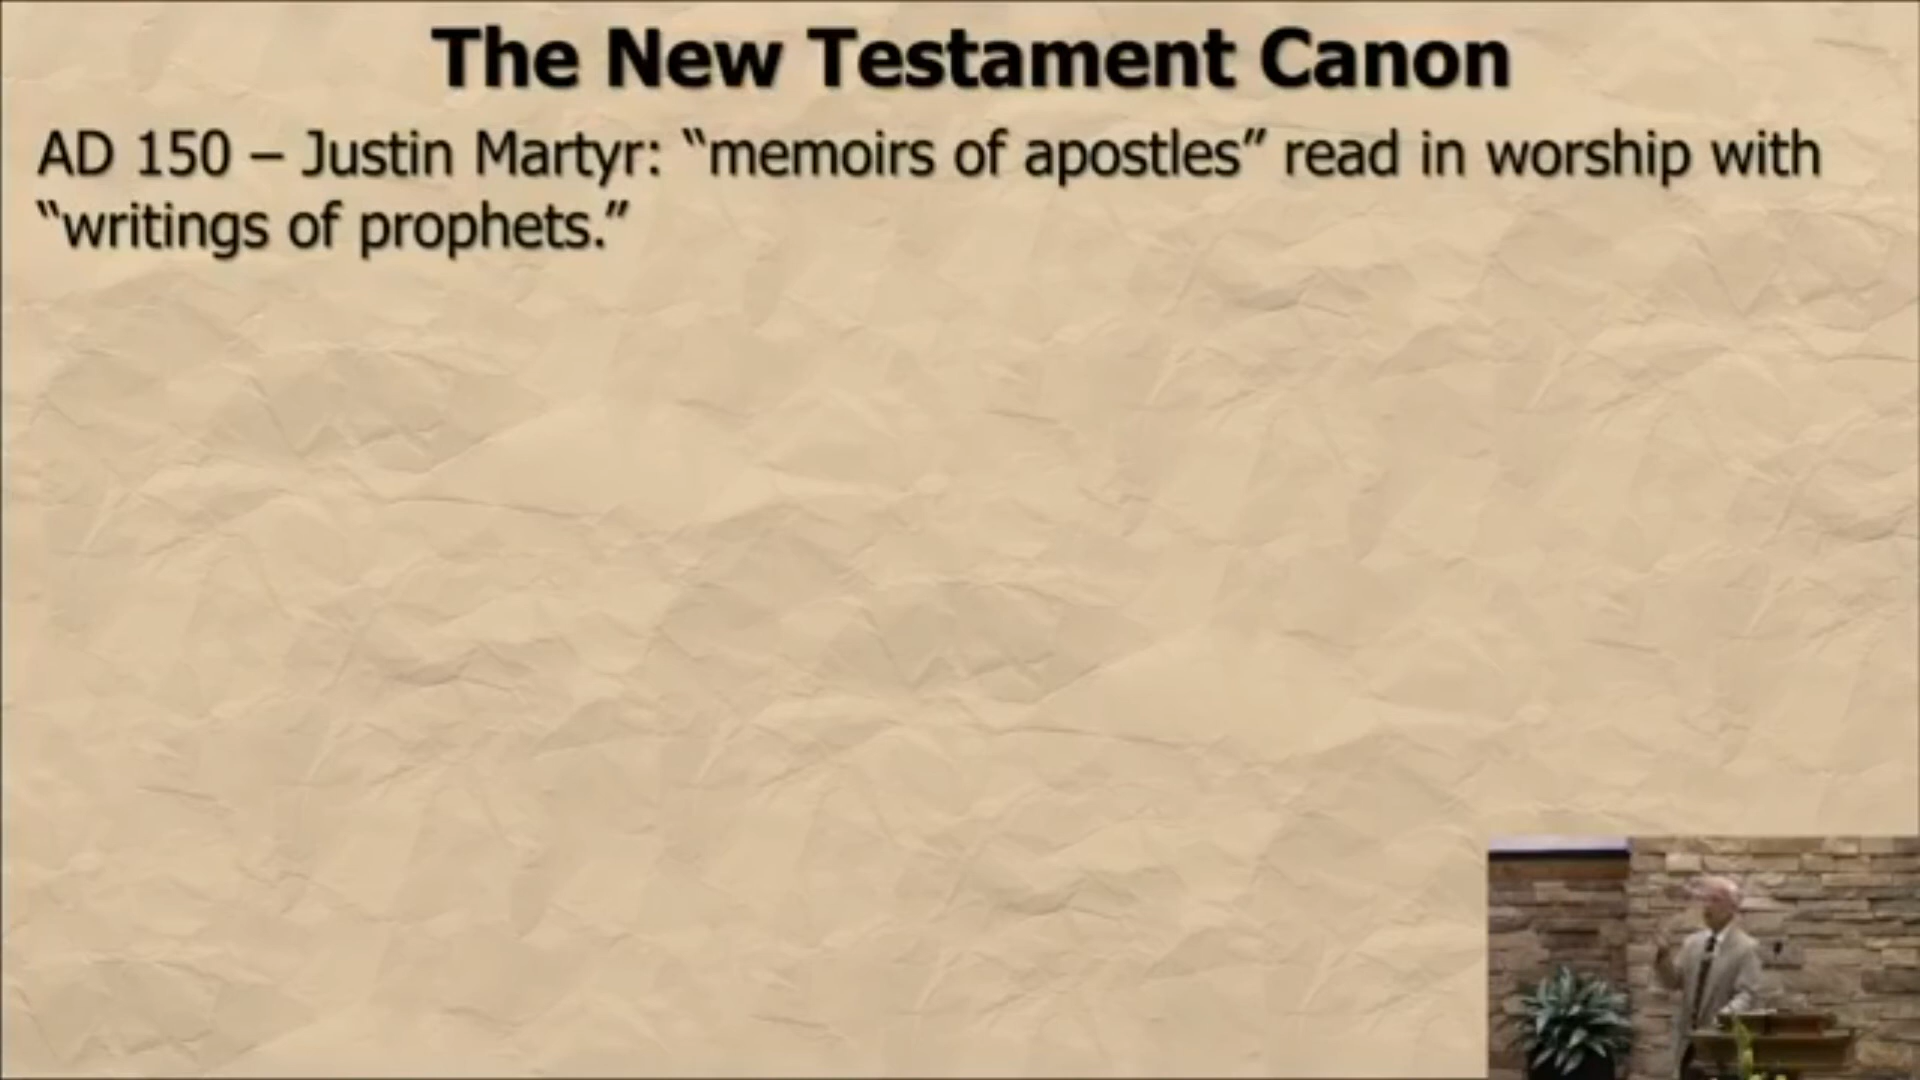 The New Testament Canon
AD 150 – Justin Martyr: “memoirs of apostles” read in worship with
“writings of prophets.”